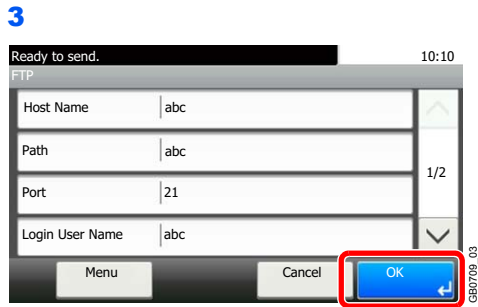 3
Ready to send. 10:10
FTP
Host Name abc
Path abc
1/2
Port 21
Login User Name abc
Menu Cancel OK
GB0709_03